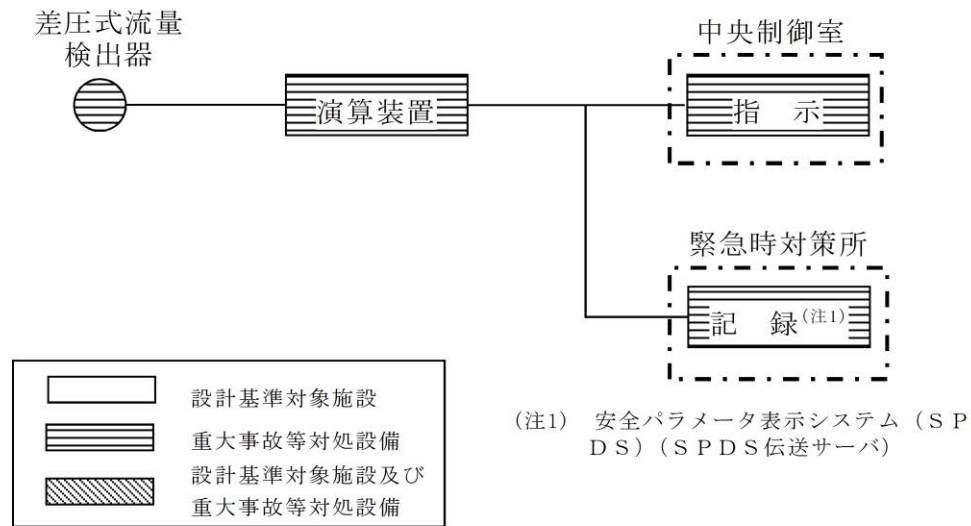 差圧式流量
検出器
中央制御室
演算装置
指　示
緊急時対策所
記　録(注1)
設計基準対象施設
重大事故等対処設備
設計基準対象施設及び
重大事故等対処設備
(注1)　安全パラメータ表示システム（ＳＰ
ＤＳ）（ＳＰＤＳ伝送サーバ）